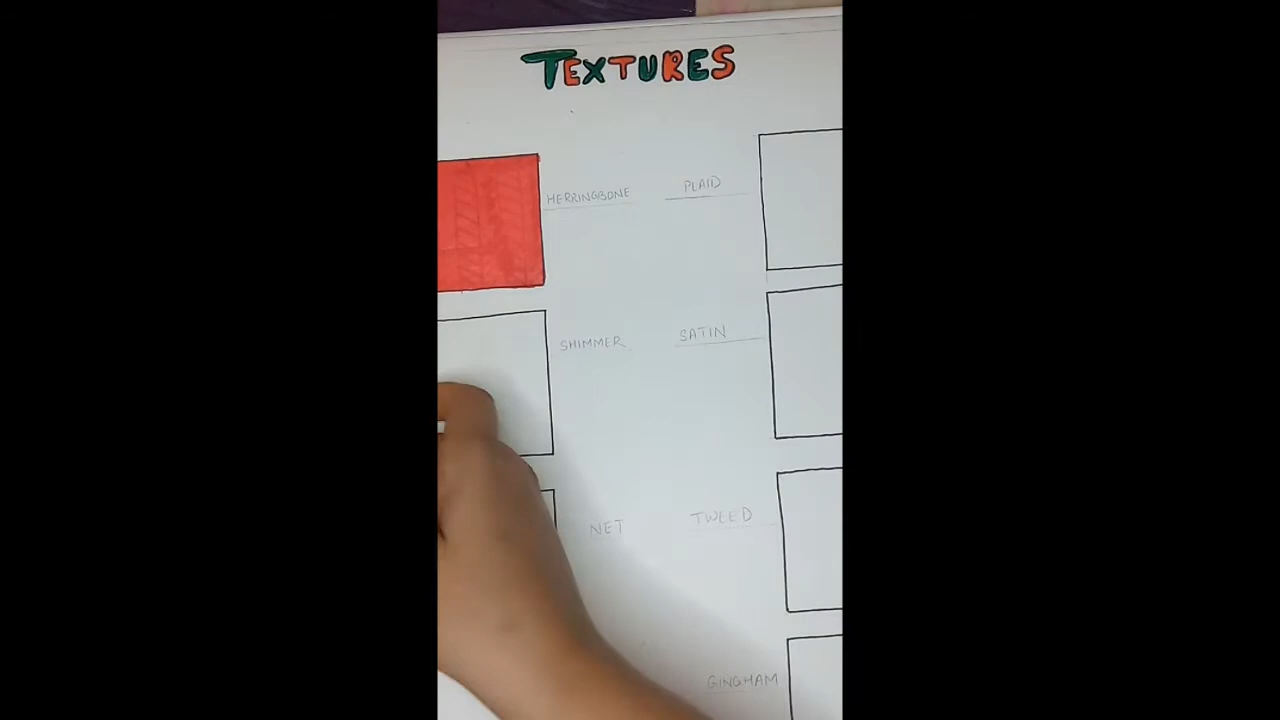 TEXTURES
HERRINGBONE PLAID
SHIMMER SATIN
NET TWEED
GINGHAM